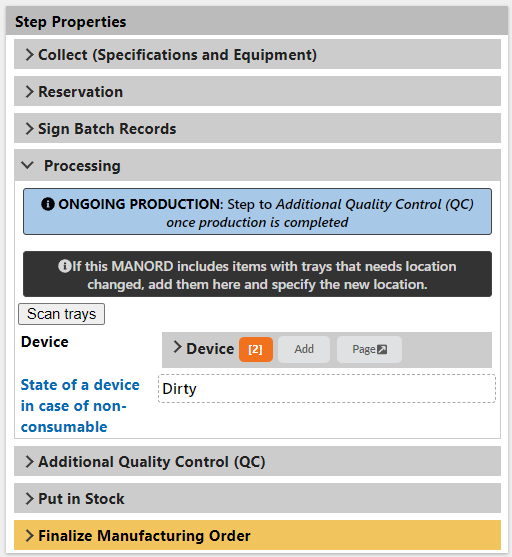 Step Properties
Collect (Specifications and Equipment)
Reservation
Sign Batch Records
Processing
ONGOING PRODUCTION: Step to Additional Quality Control (QC)
once production is completed
If this MANORD includes items with trays that needs location
changed, add them here and specify the new location.
Scan trays
Device
Device [2] Add Page
State of a device
in case of non-
consumable
Dirty
Additional Quality Control (QC)
Put in Stock
Finalize Manufacturing Order